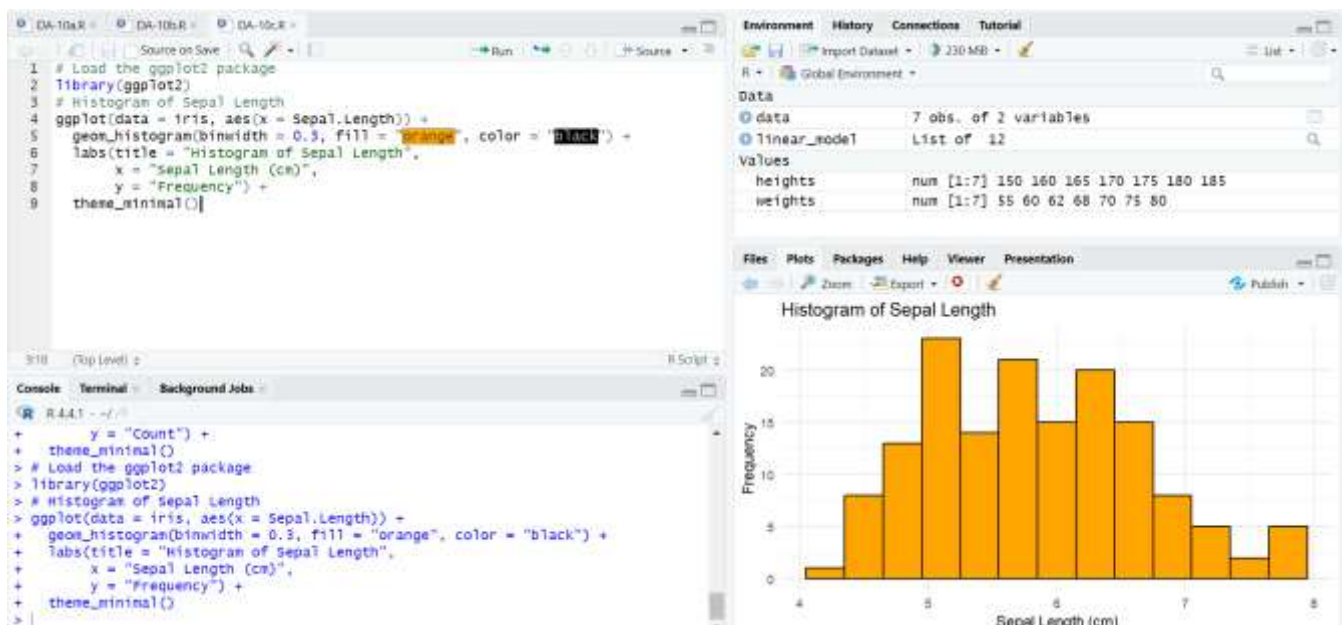 DA-10a.R DA-10b.R DA-10c.R
Source on Save Run Source
1 # Load the ggplot2 package
2 library(ggplot2)
3 # Histogram of Sepal Length
4 ggplot(data = iris, aes(x = Sepal.Length)) +
5 geom_histogram(binwidth = 0.3, fill = "orange", color = "black") +
6 labs(title = "Histogram of Sepal Length",
7 x = "Sepal Length (cm)",
8 y = "Frequency") +
9 theme_minimal()
9:18 (Top Level) R Script
Console Terminal Background Jobs
R 4.4.1 · ~/
+ y = "Count") +
+ theme_minimal()
> # Load the ggplot2 package
> library(ggplot2)
> # Histogram of Sepal Length
> ggplot(data = iris, aes(x = Sepal.Length)) +
+ geom_histogram(binwidth = 0.3, fill = "orange", color = "black") +
+ labs(title = "Histogram of Sepal Length",
+ x = "Sepal Length (cm)",
+ y = "Frequency") +
+ theme_minimal()
>
Environment History Connections Tutorial
Import Dataset 230 MiB List
R Global Environment
Data
data 7 obs. of 2 variables
linear_model List of 12
Values
heights num [1:7] 150 160 165 170 175 180 185
weights num [1:7] 55 60 62 68 70 75 80
Files Plots Packages Help Viewer Presentation
Zoom Export Publish
Histogram of Sepal Length
Frequency
20
15
10
5
0
4 5 6 7 8
Sepal Length (cm)